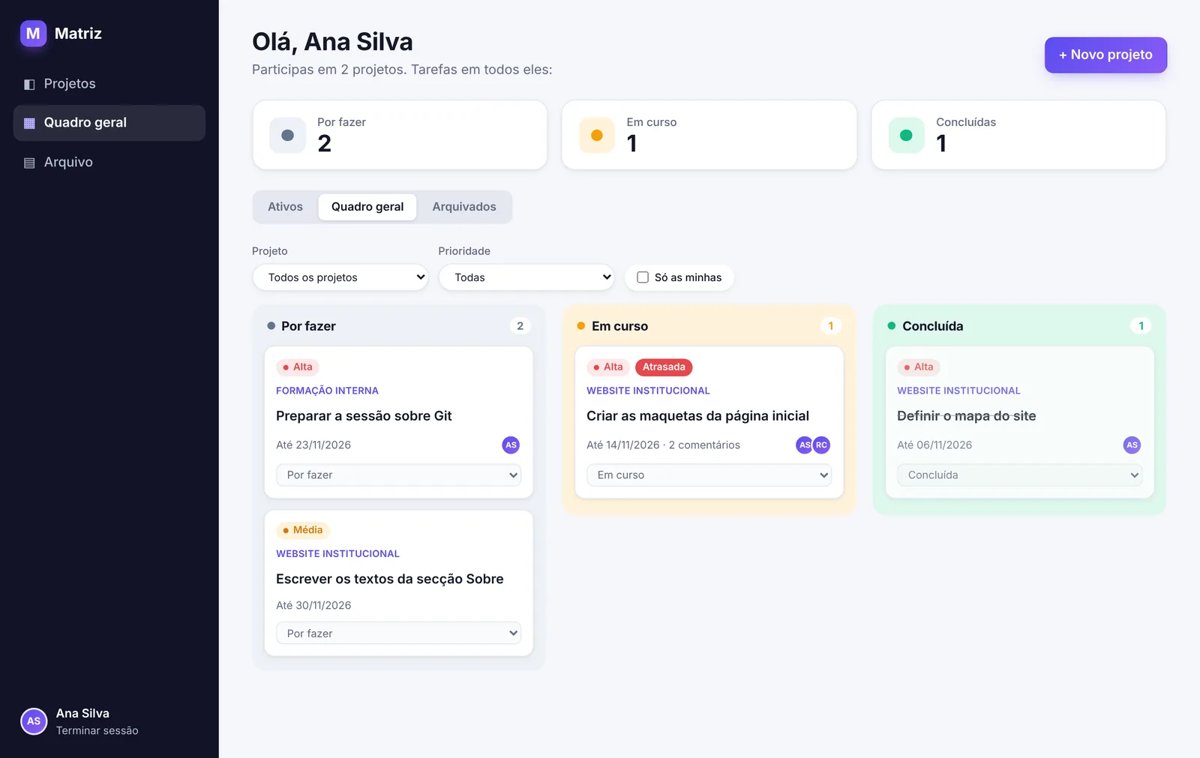 M Matriz
Projetos
Quadro geral
Arquivo
AS
Ana Silva
Terminar sessão
Olá, Ana Silva
Participas em 2 projetos. Tarefas em todos eles:
+ Novo projeto
Por fazer
2
Em curso
1
Concluídas
1
Ativos Quadro geral Arquivados
Projeto
Todos os projetos
Prioridade
Todas
Só as minhas
Por fazer 2
Alta
FORMAÇÃO INTERNA
Preparar a sessão sobre Git
Até 23/11/2026 AS
Por fazer
Média
WEBSITE INSTITUCIONAL
Escrever os textos da secção Sobre
Até 30/11/2026
Por fazer
Em curso 1
Alta Atrasada
WEBSITE INSTITUCIONAL
Criar as maquetas da página inicial
Até 14/11/2026 · 2 comentários AS RC
Em curso
Concluída 1
Alta
WEBSITE INSTITUCIONAL
Definir o mapa do site
Até 06/11/2026 AS
Concluída